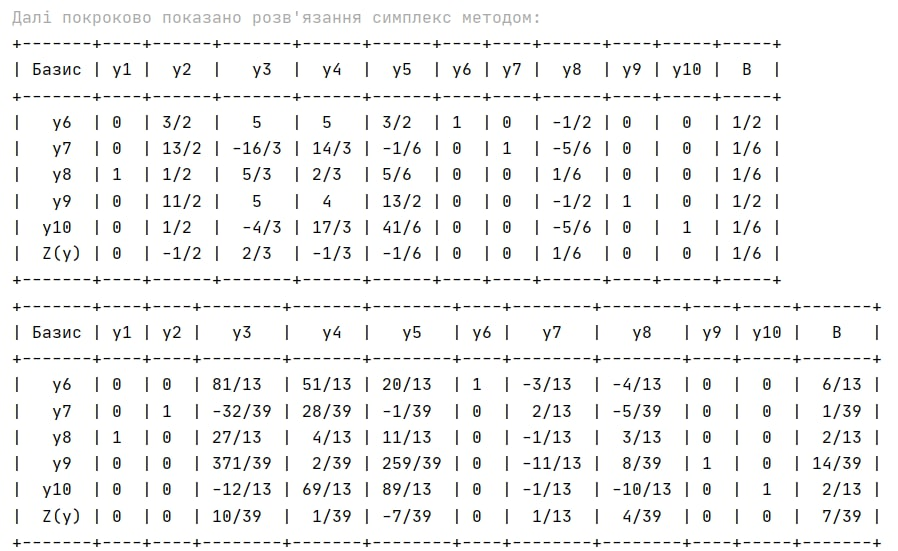 Далі покроково показано розв'язання симплекс методом:
+-------+----+------+-------+------+------+----+----+------+----+-----+-----+
| Базис | y1 |  y2  |   y3  |  y4  |  y5  | y6 | y7 |  y8  | y9 | y10 |  B  |
+-------+----+------+-------+------+------+----+----+------+----+-----+-----+
|   y6  | 0  | 3/2  |   5   |  5   | 3/2  | 1  | 0  | -1/2 | 0  |  0  | 1/2 |
|   y7  | 0  | 13/2 | -16/3 | 14/3 | -1/6 | 0  | 1  | -5/6 | 0  |  0  | 1/6 |
|   y8  | 1  | 1/2  |  5/3  | 2/3  | 5/6  | 0  | 0  | 1/6  | 0  |  0  | 1/6 |
|   y9  | 0  | 11/2 |   5   |  4   | 13/2 | 0  | 0  | -1/2 | 1  |  0  | 1/2 |
|  y10  | 0  | 1/2  |  -4/3 | 17/3 | 41/6 | 0  | 0  | -5/6 | 0  |  1  | 1/6 |
|  Z(y) | 0  | -1/2 |  2/3  | -1/3 | -1/6 | 0  | 0  | 1/6  | 0  |  0  | 1/6 |
+-------+----+------+-------+------+------+----+----+------+----+-----+-----+
+-------+----+----+--------+-------+--------+----+--------+--------+----+-----+-------+
| Базис | y1 | y2 |   y3   |   y4  |   y5   | y6 |   y7   |   y8   | y9 | y10 |   B   |
+-------+----+----+--------+-------+--------+----+--------+--------+----+-----+-------+
|   y6  | 0  | 0  | 81/13  | 51/13 | 20/13  | 1  | -3/13  | -4/13  | 0  |  0  |  6/13 |
|   y7  | 0  | 1  | -32/39 | 28/39 | -1/39  | 0  |  2/13  | -5/39  | 0  |  0  |  1/39 |
|   y8  | 1  | 0  | 27/13  |  4/13 | 11/13  | 0  | -1/13  |  3/13  | 0  |  0  |  2/13 |
|   y9  | 0  | 0  | 371/39 |  2/39 | 259/39 | 0  | -11/13 |  8/39  | 1  |  0  | 14/39 |
|  y10  | 0  | 0  | -12/13 | 69/13 | 89/13  | 0  | -1/13  | -10/13 | 0  |  1  |  2/13 |
|  Z(y) | 0  | 0  | 10/39  |  1/39 | -7/39  | 0  |  1/13  |  4/39  | 0  |  0  |  7/39 |
+-------+----+----+--------+-------+--------+----+--------+--------+----+-----+-------+